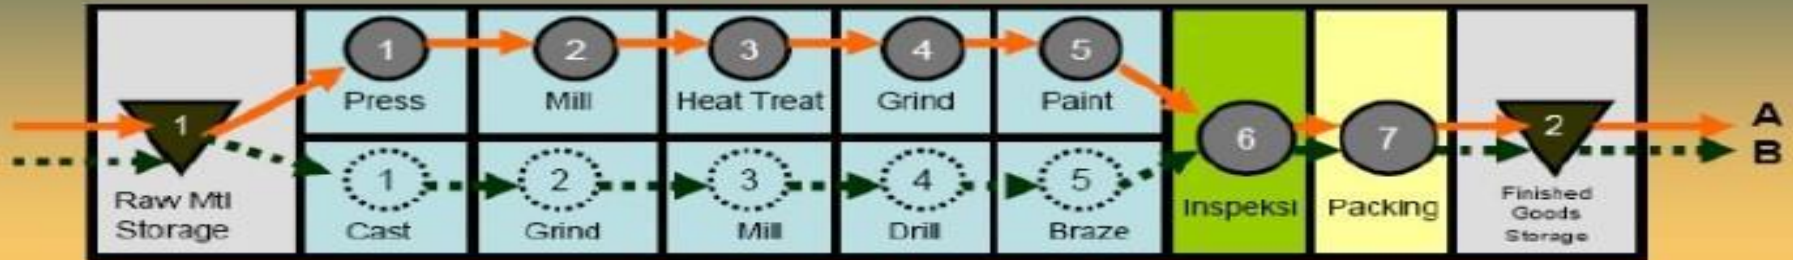 1
Raw Mtl
Storage
1
Press
2
Mill
3
Heat Treat
4
Grind
5
Paint
1
Cast
2
Grind
3
Mill
4
Drill
5
Braze
6
Inspeksi
7
Packing
2
Finished
Goods
Storage
A
B